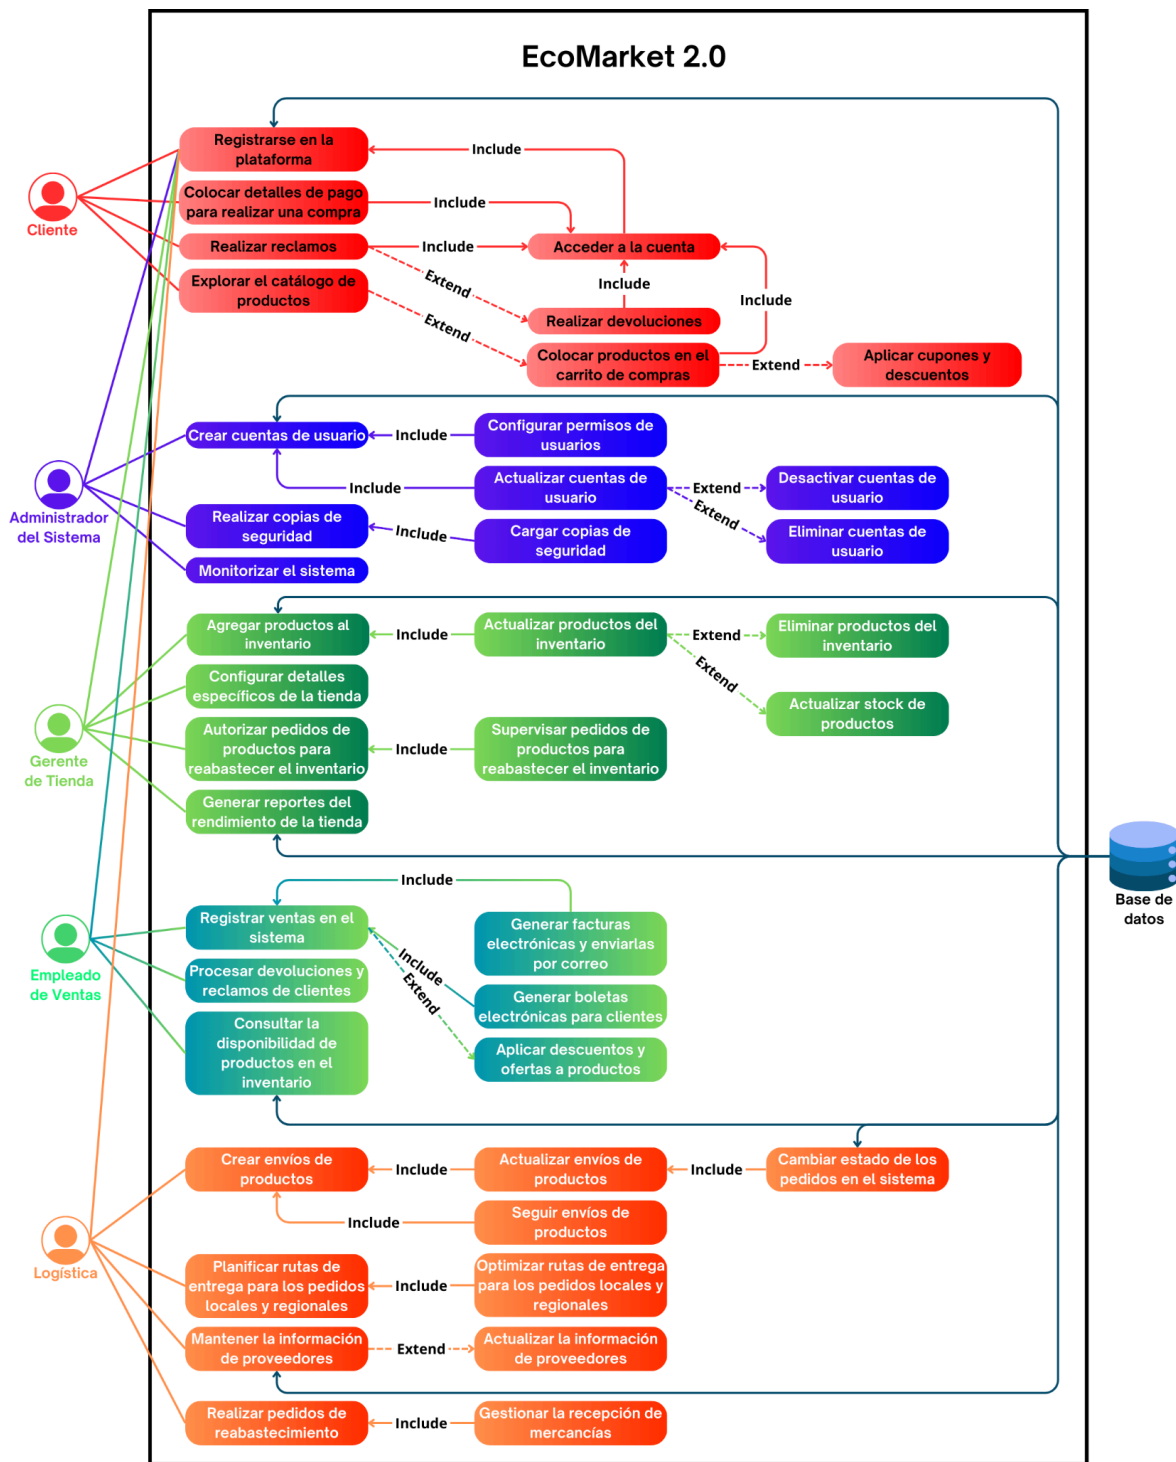 EcoMarket 2.0
Registrarse en la
plataforma
Include
Colocar detalles de pago
para realizar una compra
Include
Cliente
Realizar reclamos
Include
Acceder a la cuenta
Explorar el catálogo de
productos
Extend
Include
Include
Realizar devoluciones
Extend
Colocar productos en el
carrito de compras
Extend
Aplicar cupones y
descuentos
Crear cuentas de usuario
Include
Configurar permisos de
usuarios
Include
Actualizar cuentas de
usuario
Extend
Desactivar cuentas de
usuario
Extend
Administrador
del Sistema
Realizar copias de
seguridad
Include
Cargar copias de
seguridad
Eliminar cuentas de
usuario
Monitorizar el sistema
Agregar productos al
inventario
Include
Actualizar productos del
inventario
Extend
Eliminar productos del
inventario
Extend
Configurar detalles
específicos de la tienda
Actualizar stock de
productos
Gerente
de Tienda
Autorizar pedidos de
productos para
reabastecer el inventario
Include
Supervisar pedidos de
productos para
reabastecer el inventario
Generar reportes del
rendimiento de la tienda
Base de
datos
Include
Registrar ventas en el
sistema
Generar facturas
electrónicas y enviarlas
por correo
Include
Extend
Empleado
de Ventas
Procesar devoluciones y
reclamos de clientes
Generar boletas
electrónicas para clientes
Consultar la
disponibilidad de
productos en el
inventario
Aplicar descuentos y
ofertas a productos
Crear envíos de
productos
Include
Actualizar envíos de
productos
Include
Cambiar estado de los
pedidos en el sistema
Include
Seguir envíos de
productos
Logística
Planificar rutas de
entrega para los pedidos
locales y regionales
Include
Optimizar rutas de entrega
para los pedidos locales y
regionales
Mantener la información
de proveedores
Extend
Actualizar la información
de proveedores
Realizar pedidos de
reabastecimiento
Include
Gestionar la recepción de
mercancías